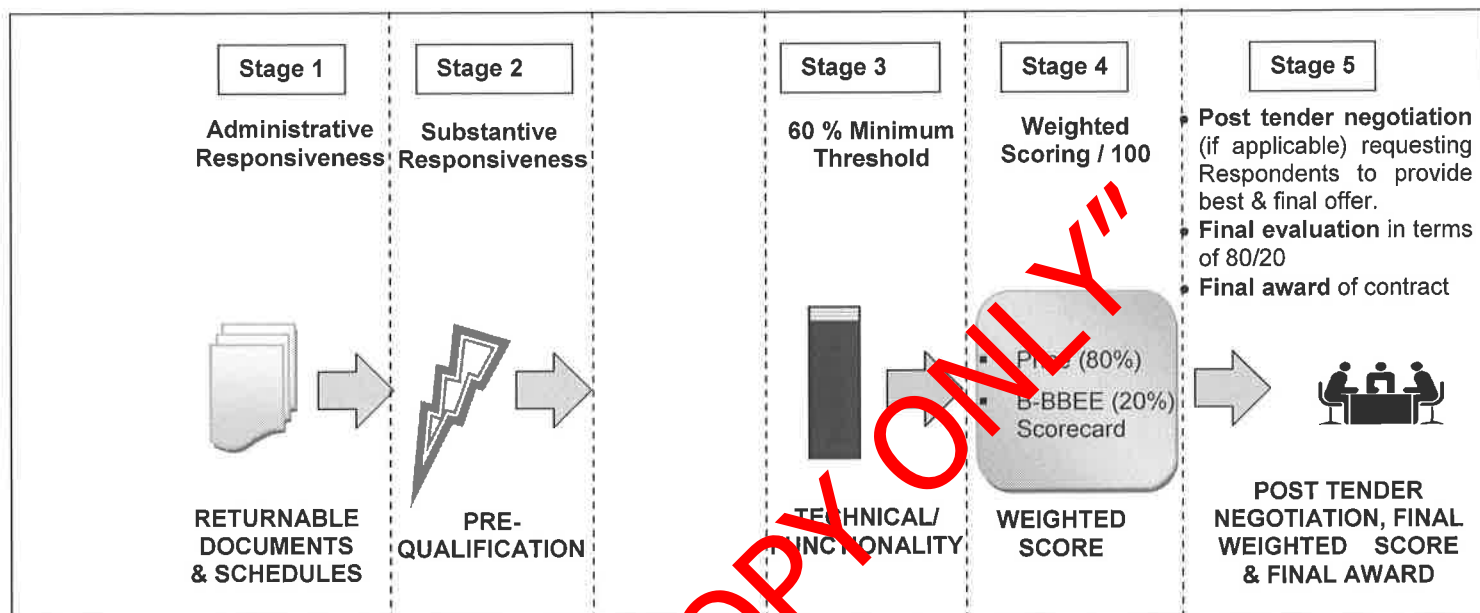 Stage 1
Administrative
Responsiveness
RETURNABLE
DOCUMENTS
& SCHEDULES
Stage 2
Substantive
Responsiveness
PRE-
QUALIFICATION
Stage 3
60 % Minimum
Threshold
TECHNICAL/
FUNCTIONALITY
Stage 4
Weighted
Scoring / 100
▪ Price (80%)
▪ B-BBEE (20%)
Scorecard
WEIGHTED
SCORE
Stage 5
• Post tender negotiation
(if applicable) requesting
Respondents to provide
best & final offer.
• Final evaluation in terms
of 80/20
• Final award of contract
POST TENDER
NEGOTIATION, FINAL
WEIGHTED SCORE
& FINAL AWARD
OPY ONLY"